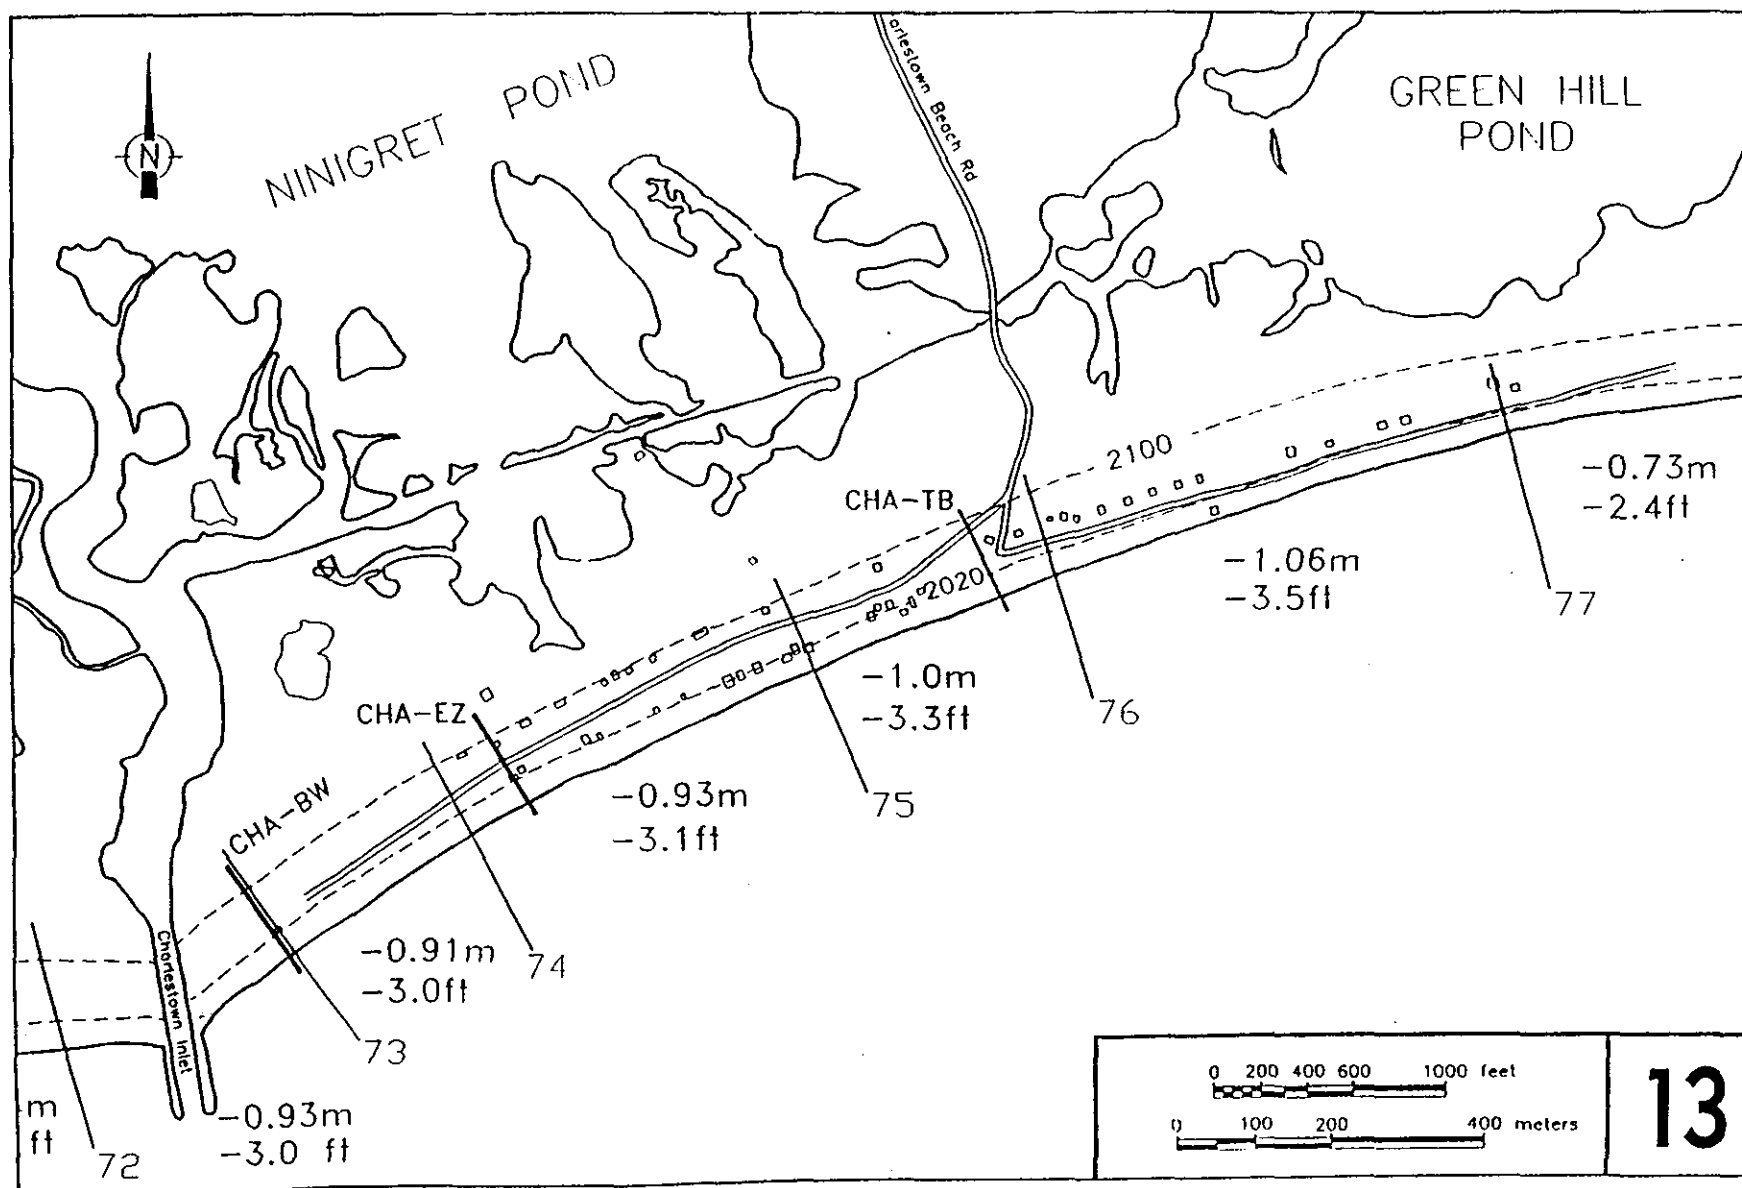 NINIGRET POND
GREEN HILL
POND
N
Charlestown Beach Rd
2100
CHA-TB
2020
-0.73m
-2.4ft
-1.06m
-3.5ft
77
76
-1.0m
-3.3ft
75
CHA-EZ
-0.93m
-3.1ft
CHA-BW
74
-0.91m
-3.0ft
73
Charlestown Inlet
-0.93m
-3.0 ft
m
ft
72
0 200 400 600 1000 feet
0 100 200 400 meters
13